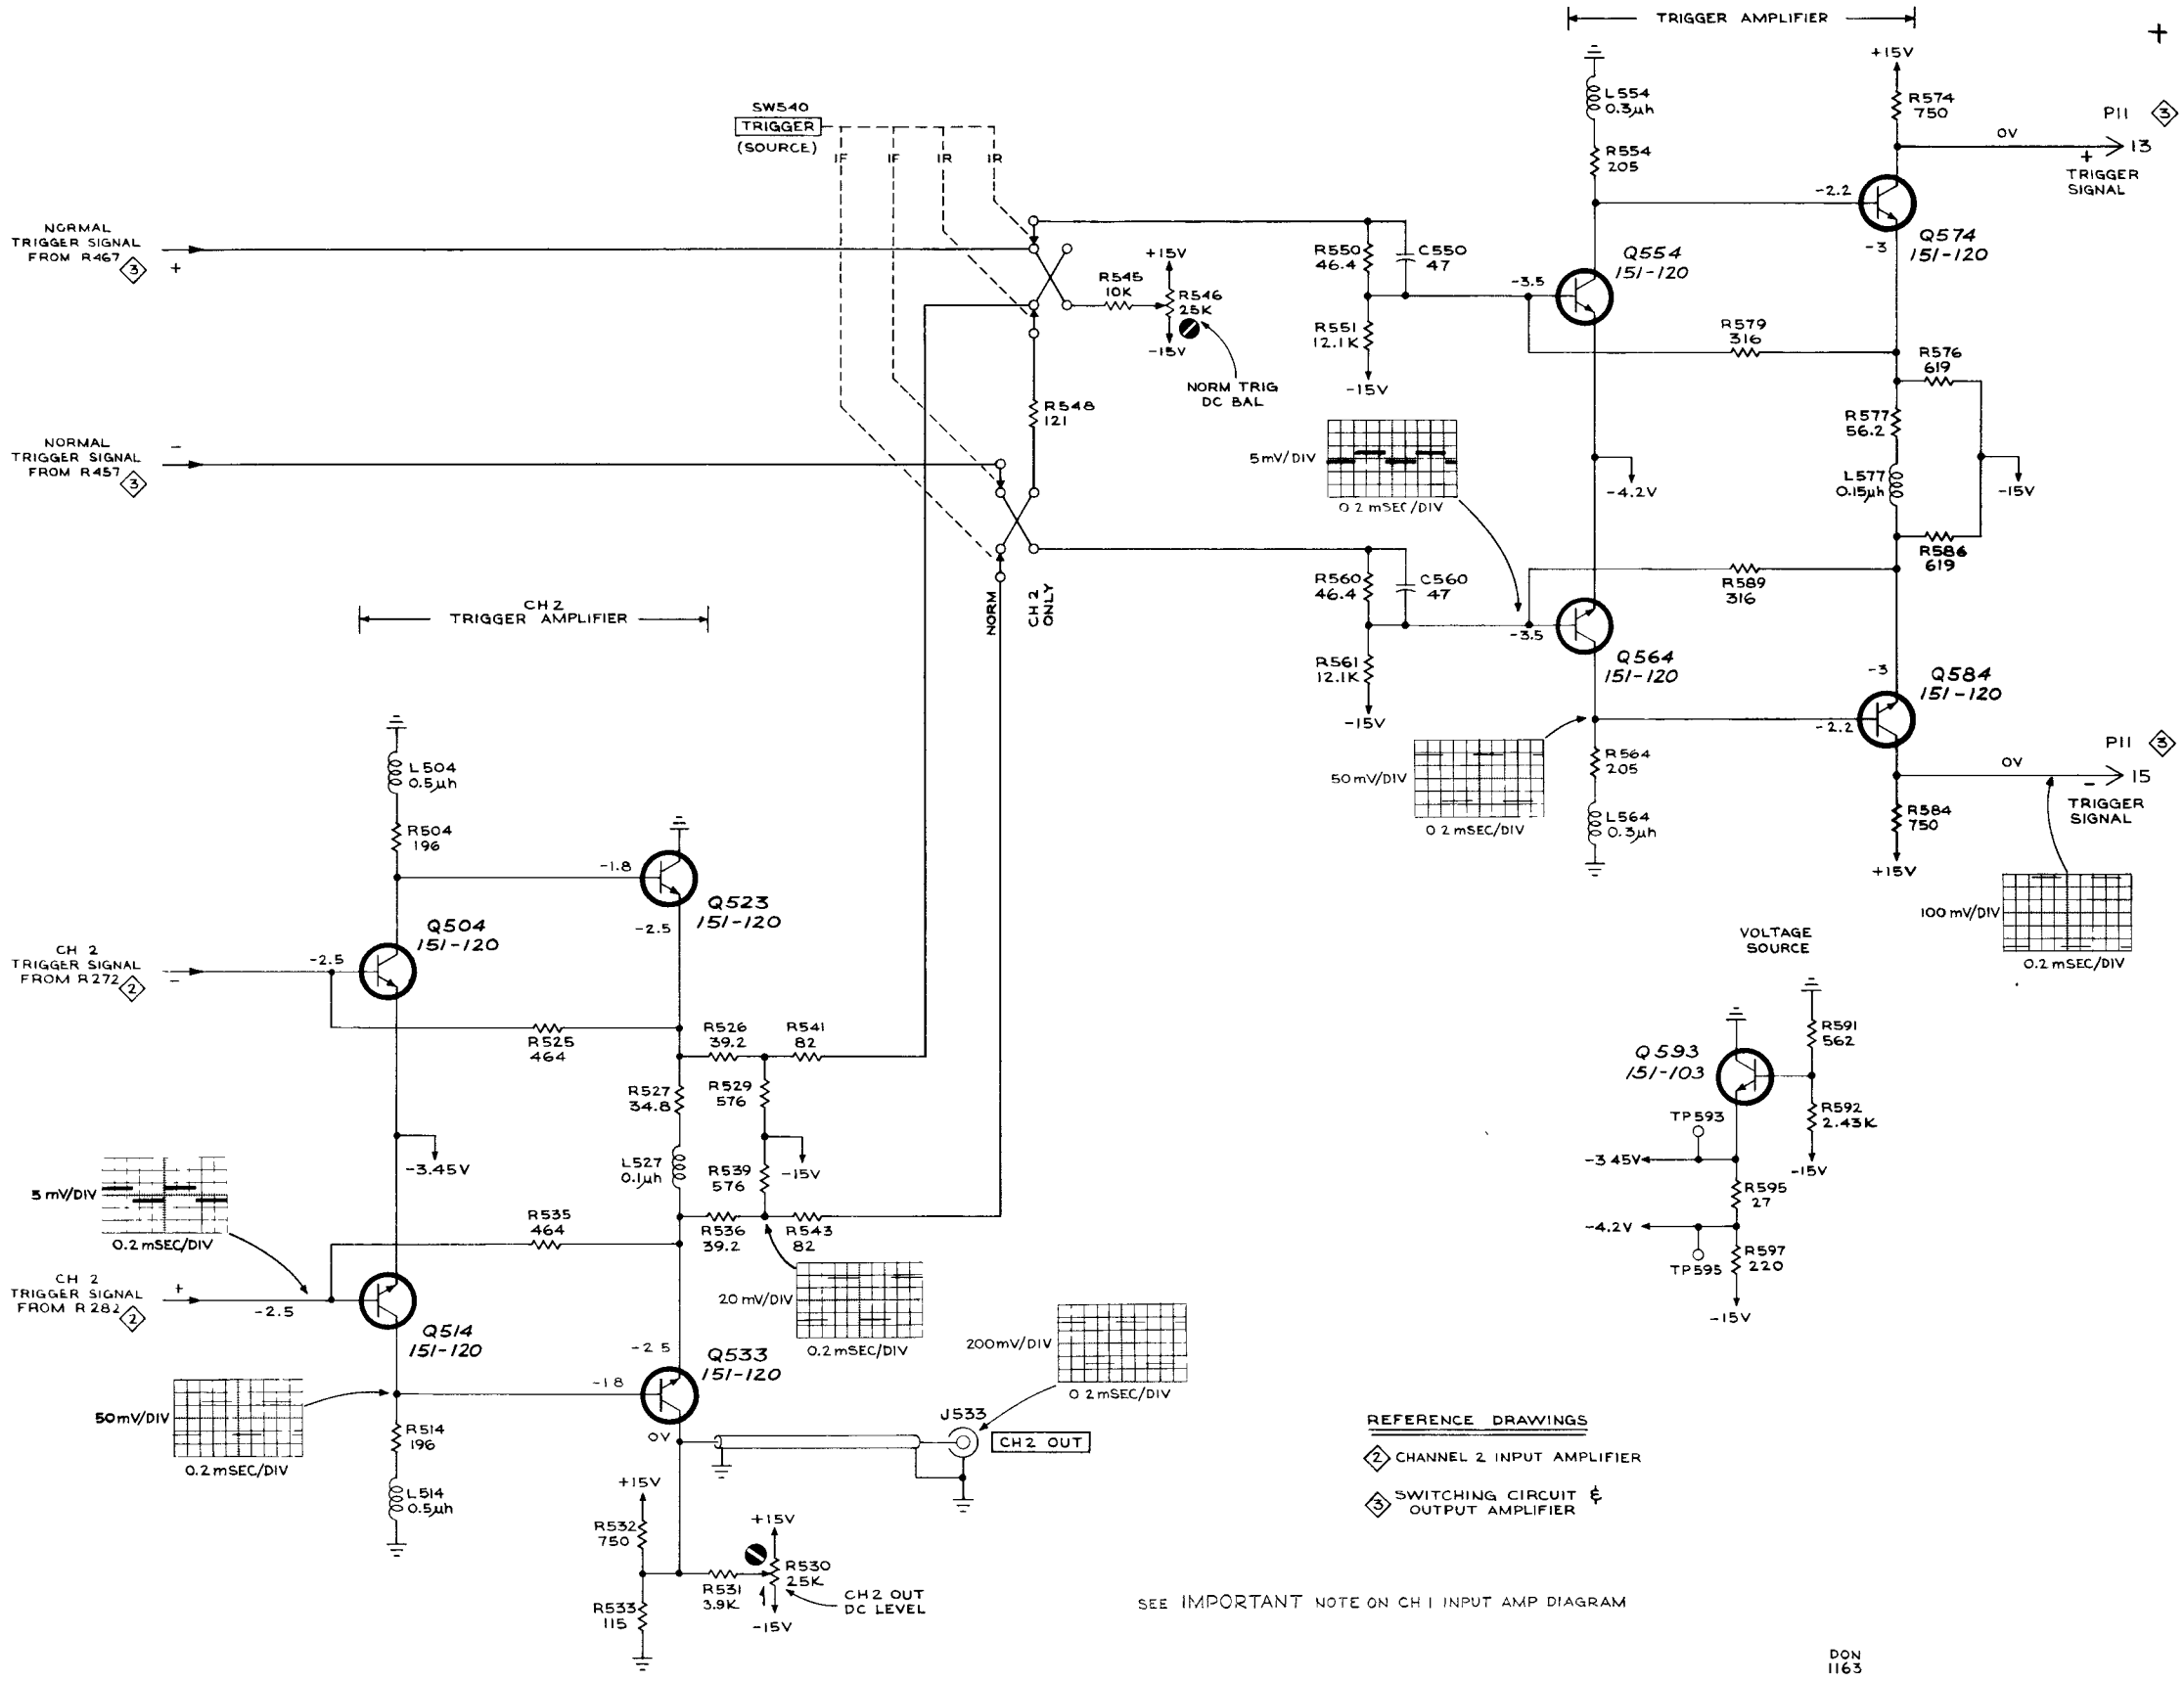 TRIGGER AMPLIFIER
+
+15V
L554
0.3µh
R574
750
P11 3
SW540
TRIGGER
(SOURCE)
1F
1F
1R
1R
R554
205
0V
+
13
TRIGGER
SIGNAL
-2.2
NORMAL
TRIGGER SIGNAL
FROM R467
3
+
Q574
151-120
-3
R550
46.4
C550
47
Q554
151-120
+15V
R545
10K
R546
25K
-15V
NORM TRIG
DC BAL
-3.5
R551
12.1K
-15V
R579
316
R576
619
R548
121
R577
56.2
NORMAL
TRIGGER SIGNAL
FROM R457
3
-
5mV/DIV
0.2 mSEC/DIV
-4.2V
L577
0.15µh
-15V
R586
619
R560
46.4
C560
47
R589
316
NORM
CH 2
ONLY
CH 2
TRIGGER AMPLIFIER
-3.5
R561
12.1K
-15V
Q564
151-120
-3
Q584
151-120
-2.2
P11 3
50 mV/DIV
0.2 mSEC/DIV
R564
205
L564
0.3µh
0V
-
15
TRIGGER
SIGNAL
R584
750
+15V
100 mV/DIV
0.2 mSEC/DIV
L504
0.5µh
R504
196
-1.8
Q523
151-120
-2.5
Q504
151-120
CH 2
TRIGGER SIGNAL
FROM R272
2
-
-2.5
VOLTAGE
SOURCE
R525
464
R526
39.2
R541
82
R527
34.8
R529
576
Q593
151-103
R591
562
R592
2.43K
-15V
TP593
-3.45V
-3.45V
L527
0.1µh
R539
576
-15V
R595
27
5 mV/DIV
0.2 mSEC/DIV
R535
464
R536
39.2
R543
82
-4.2V
TP595
R597
220
-15V
CH 2
TRIGGER SIGNAL
FROM R282
2
+
-2.5
20 mV/DIV
0.2 mSEC/DIV
Q514
151-120
-2.5
Q533
151-120
-1.8
200mV/DIV
0.2 mSEC/DIV
50mV/DIV
0.2 mSEC/DIV
R514
196
L514
0.5µh
0V
J533
CH2 OUT
REFERENCE DRAWINGS
2 CHANNEL 2 INPUT AMPLIFIER
3 SWITCHING CIRCUIT &
OUTPUT AMPLIFIER
+15V
R532
750
+15V
R530
25K
R531
3.9K
-15V
CH2 OUT
DC LEVEL
R533
115
SEE IMPORTANT NOTE ON CH 1 INPUT AMP DIAGRAM
DON
1163